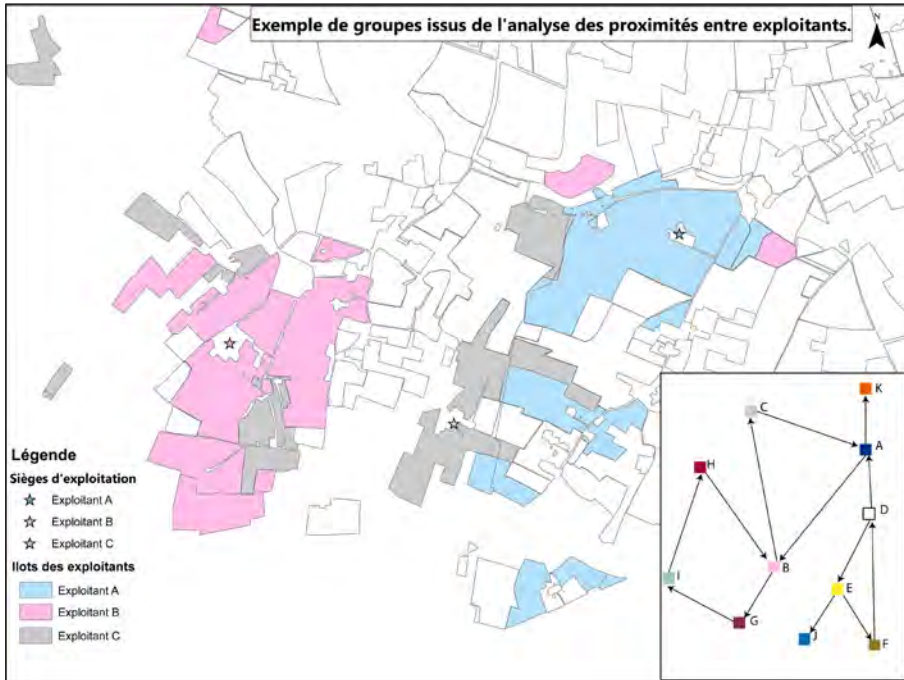 Exemple de groupes issus de l'analyse des proximités entre exploitants.
N
K
C
A
H
D
B
I
E
G
J
F
Légende
Sièges d'exploitation
Exploitant A
Exploitant B
Exploitant C
Ilots des exploitants
Exploitant A
Exploitant B
Exploitant C